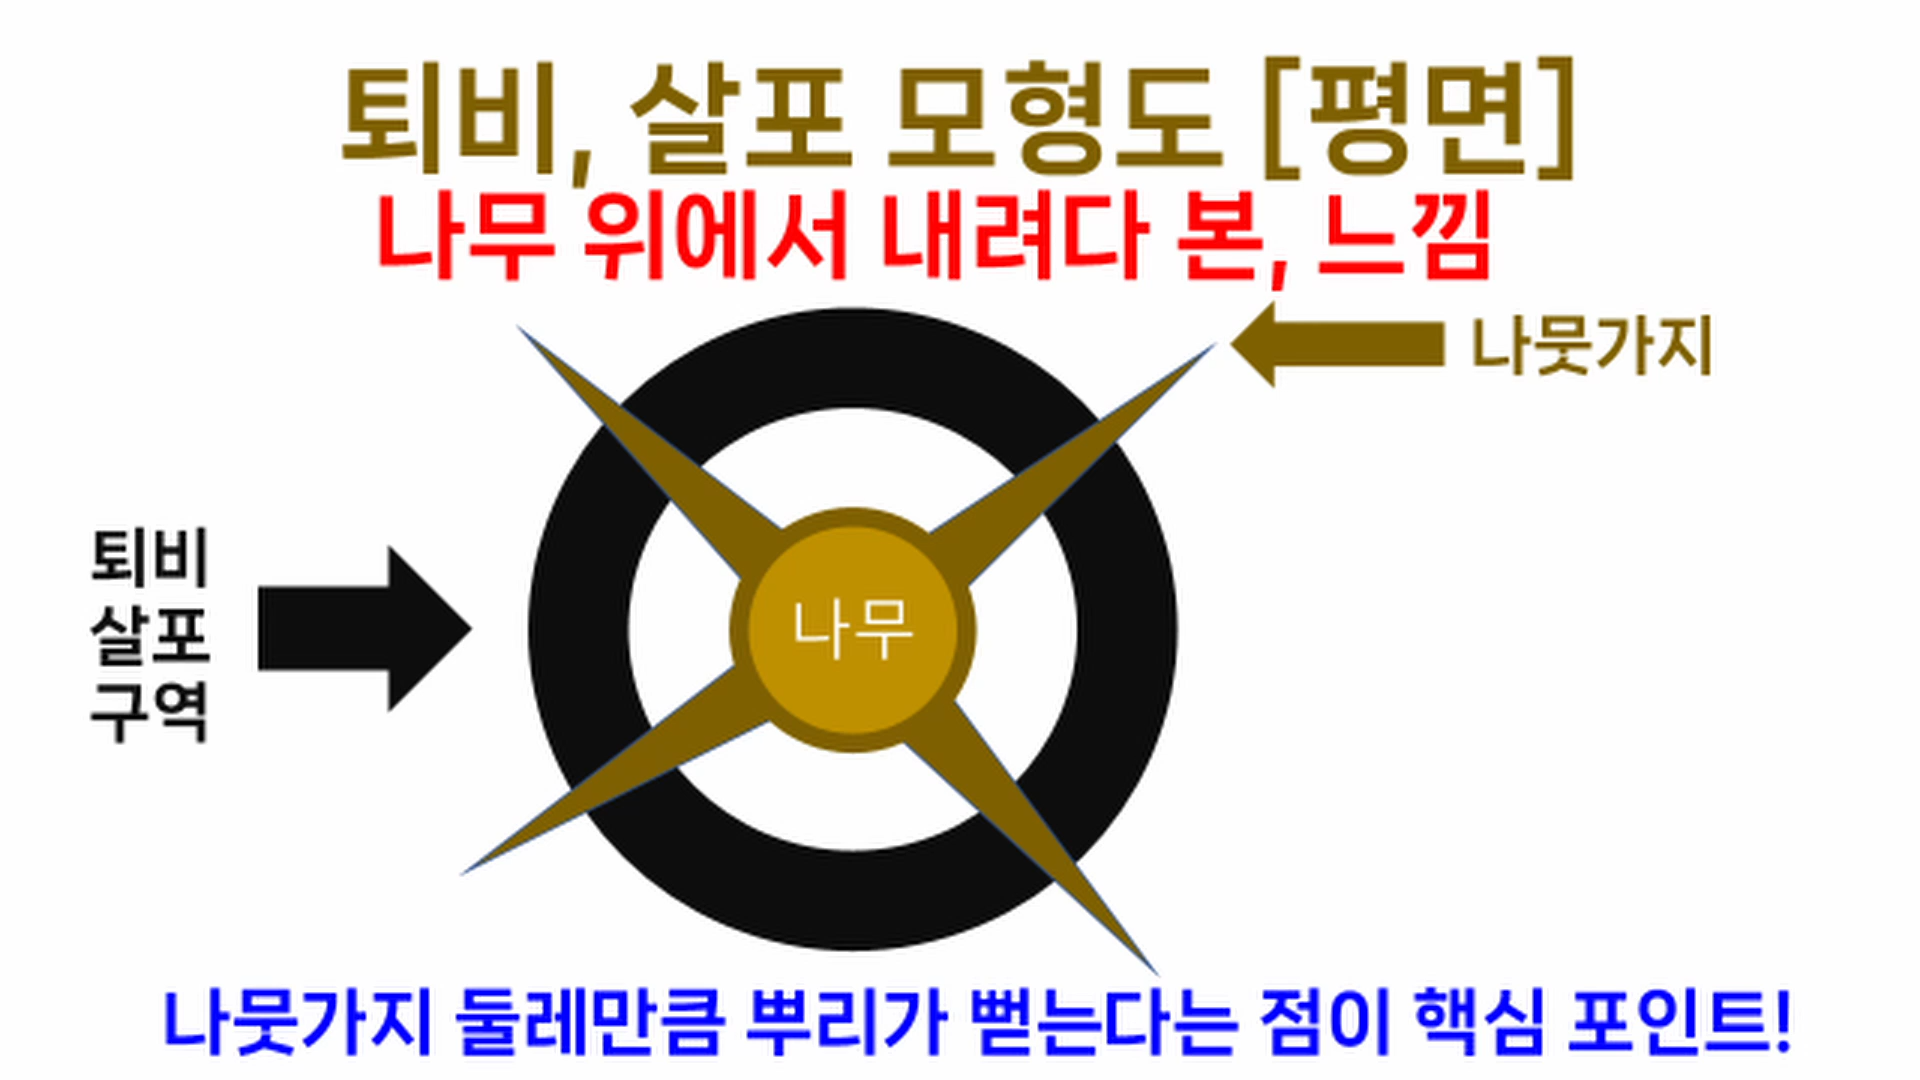 퇴비, 살포 모형도 [평면]
나무 위에서 내려다 본, 느낌
나뭇가지
퇴비
살포
구역
나무
나뭇가지 둘레만큼 뿌리가 뻗는다는 점이 핵심 포인트!